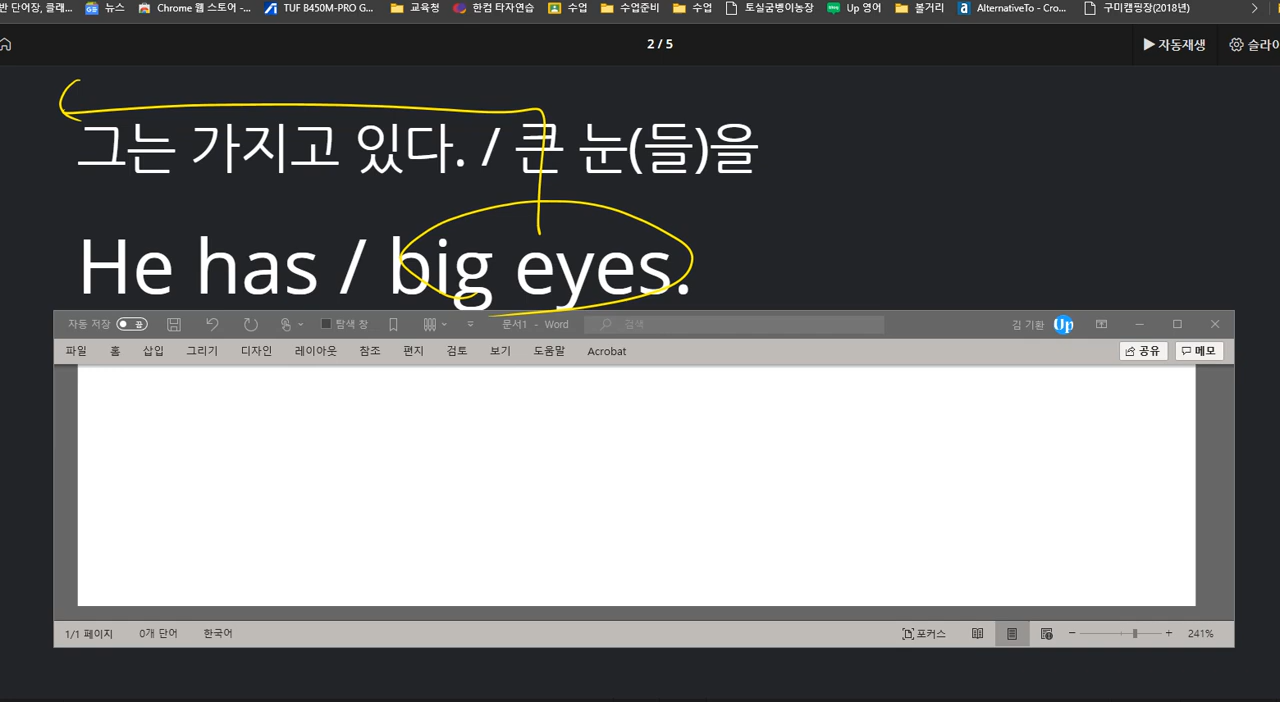 반 단어장, 클래... 뉴스 Chrome 웹 스토어 -... TUF B450M-PRO G... 교육청 한컴 타자연습 수업 수업준비 수업 토실굼벵이농장 Up 영어 볼거리 AlternativeTo - Cro... 구미캠핑장(2018년)
2 / 5 자동재생 슬라이
그는 가지고 있다. / 큰 눈(들)을
He has / big eyes.
자동 저장 끔 탐색 창 문서1 - Word 검색 김 기환 Up
파일 홈 삽입 그리기 디자인 레이아웃 참조 편지 검토 보기 도움말 Acrobat 공유 메모
1/1 페이지 0개 단어 한국어 포커스 241%